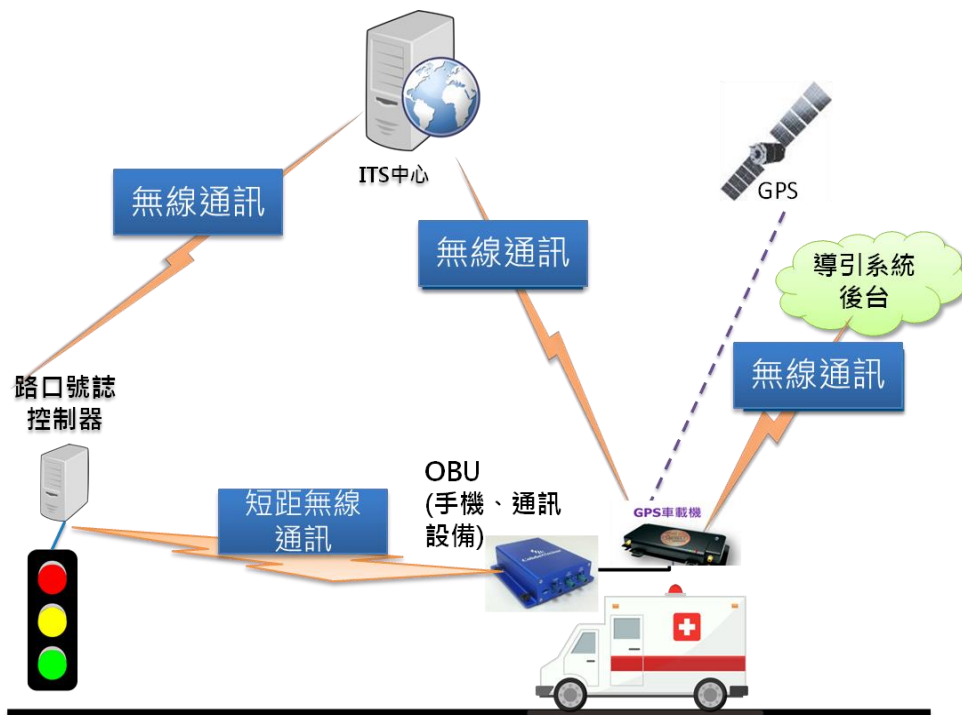 ITS中心
無線通訊
GPS
無線通訊
導引系統
後台
無線通訊
路口號誌
控制器
OBU
(手機、通訊
設備)
短距無線
通訊
GPS車載機